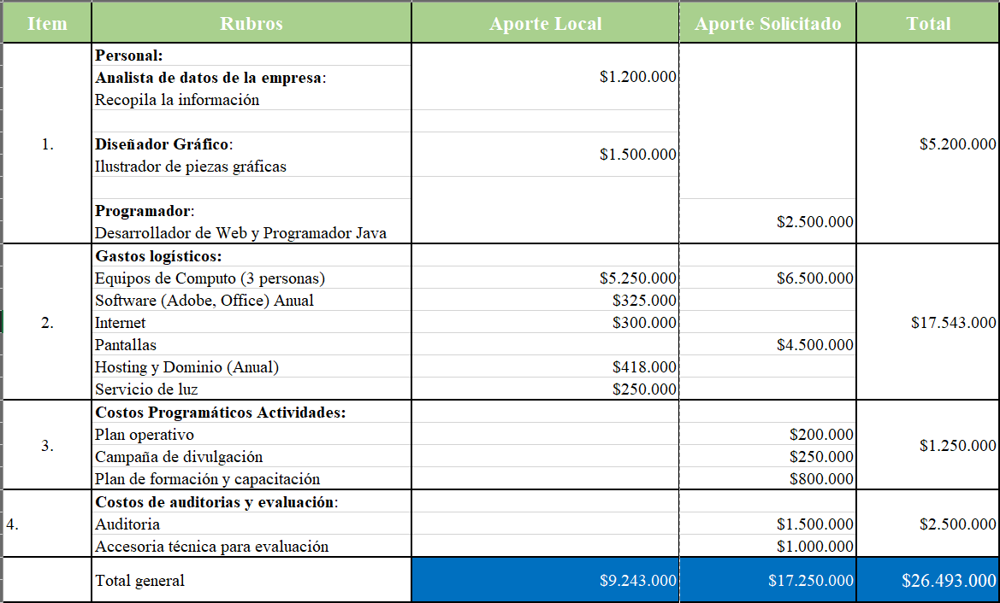 Item Rubros Aporte Local Aporte Solicitado Total
Personal:
Analista de datos de la empresa: $1.200.000
Recopila la información
1. Diseñador Gráfico: $5.200.000
$1.500.000
Ilustrador de piezas gráficas
Programador:
$2.500.000
Desarrollador de Web y Programador Java
Gastos logísticos:
Equipos de Computo (3 personas) $5.250.000 $6.500.000
Software (Adobe, Office) Anual $325.000
2. Internet $300.000 $17.543.000
Pantallas $4.500.000
Hosting y Dominio (Anual) $418.000
Servicio de luz $250.000
Costos Programáticos Actividades:
Plan operativo $200.000
3. $1.250.000
Campaña de divulgación $250.000
Plan de formación y capacitación $800.000
Costos de auditorias y evaluación:
4. Auditoria $1.500.000 $2.500.000
Accesoria técnica para evaluación $1.000.000
Total general $9.243.000 $17.250.000 $26.493.000